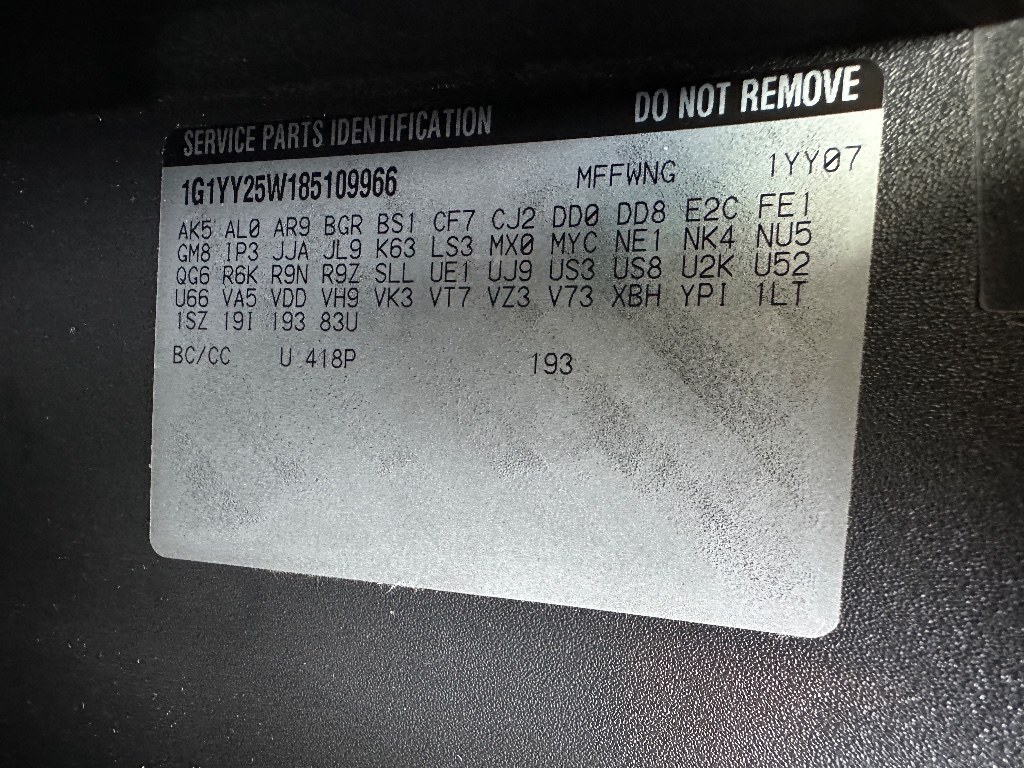 SERVICE PARTS IDENTIFICATION DO NOT REMOVE
1G1YY25W185109966 MFFWNG 1YY07
AK5 AL0 AR9 BGR BS1 CF7 CJ2 DD0 DD8 E2C FE1
GM8 IP3 JJA JL9 K63 LS3 MX0 MYC NE1 NK4 NU5
QG6 R6K R9N R9Z SLL UE1 UJ9 US3 US8 U2K U52
U66 VA5 VDD VH9 VK3 VT7 VZ3 V73 XBH YPI 1LT
1SZ 19I 193 83U
BC/CC U 418P 193